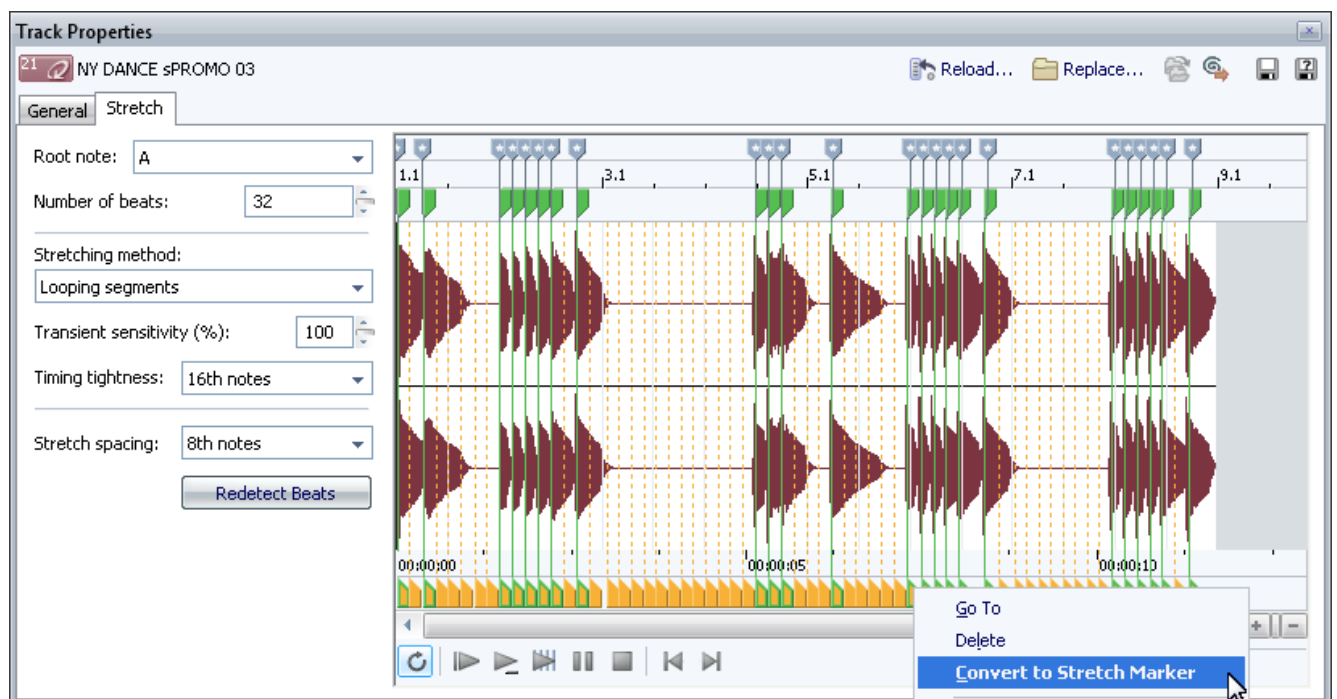 Track Properties
21 NY DANCE sPROMO 03
Reload... Replace...
General Stretch
Root note: A
Number of beats: 32
Stretching method:
Looping segments
Transient sensitivity (%): 100
Timing tightness: 16th notes
Stretch spacing: 8th notes
Redetect Beats
1.1 3.1 5.1 7.1 9.1
00:00:00 00:00:05 00:00:10
Go To
Delete
Convert to Stretch Marker